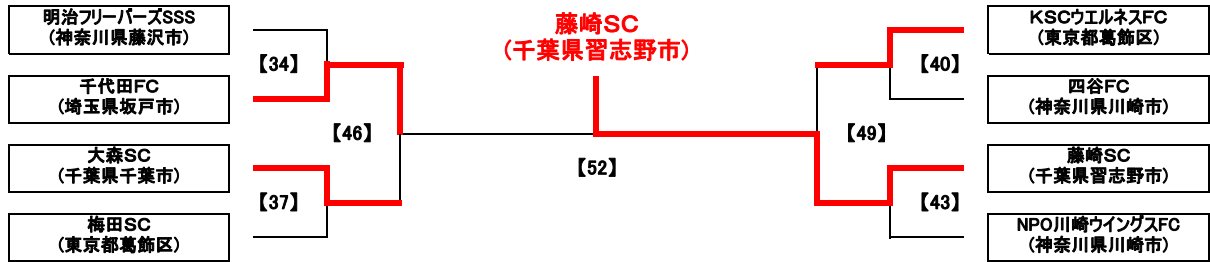 明治フリーバーズSSS
(神奈川県藤沢市)
千代田FC
(埼玉県坂戸市)
大森SC
(千葉県千葉市)
梅田SC
(東京都葛飾区)
【34】
【37】
【46】
藤崎SC
(千葉県習志野市)
【52】
【49】
【40】
【43】
KSCウエルネスFC
(東京都葛飾区)
四谷FC
(神奈川県川崎市)
藤崎SC
(千葉県習志野市)
NPO川崎ウイングスFC
(神奈川県川崎市)